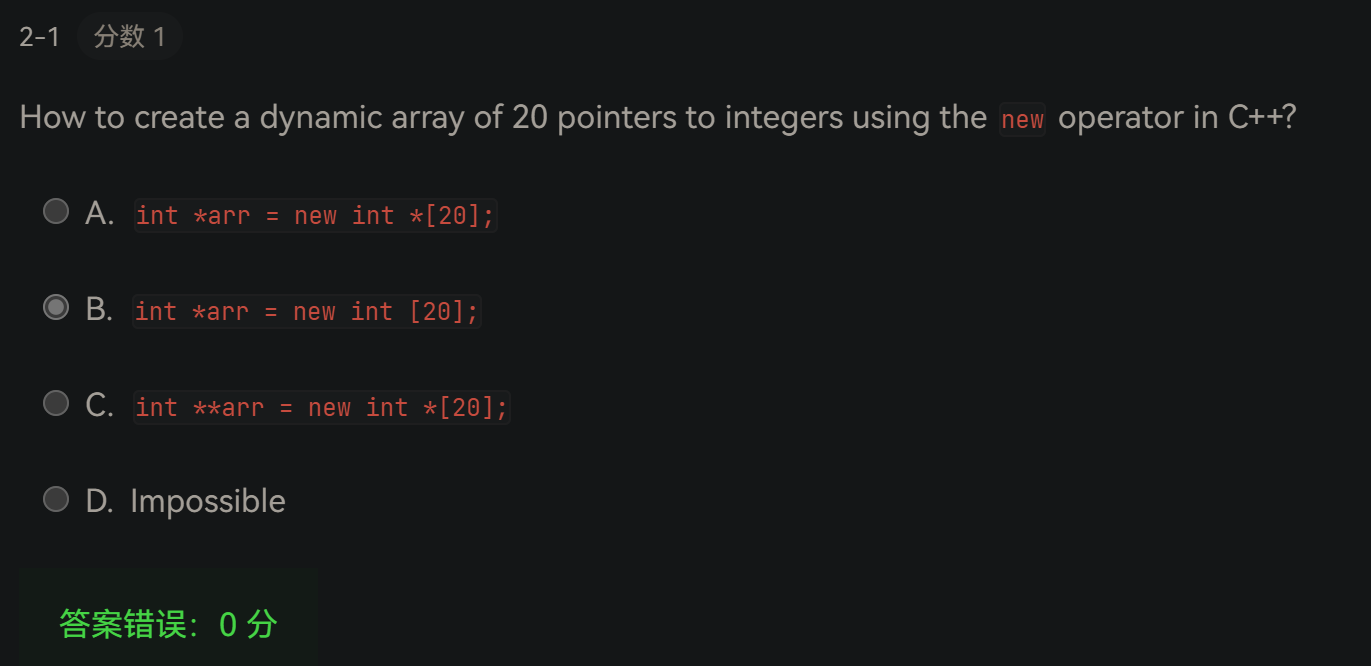 2-1 分数 1
How to create a dynamic array of 20 pointers to integers using the new operator in C++?
A. int *arr = new int *[20];
B. int *arr = new int [20];
C. int **arr = new int *[20];
D. Impossible
答案错误：0 分